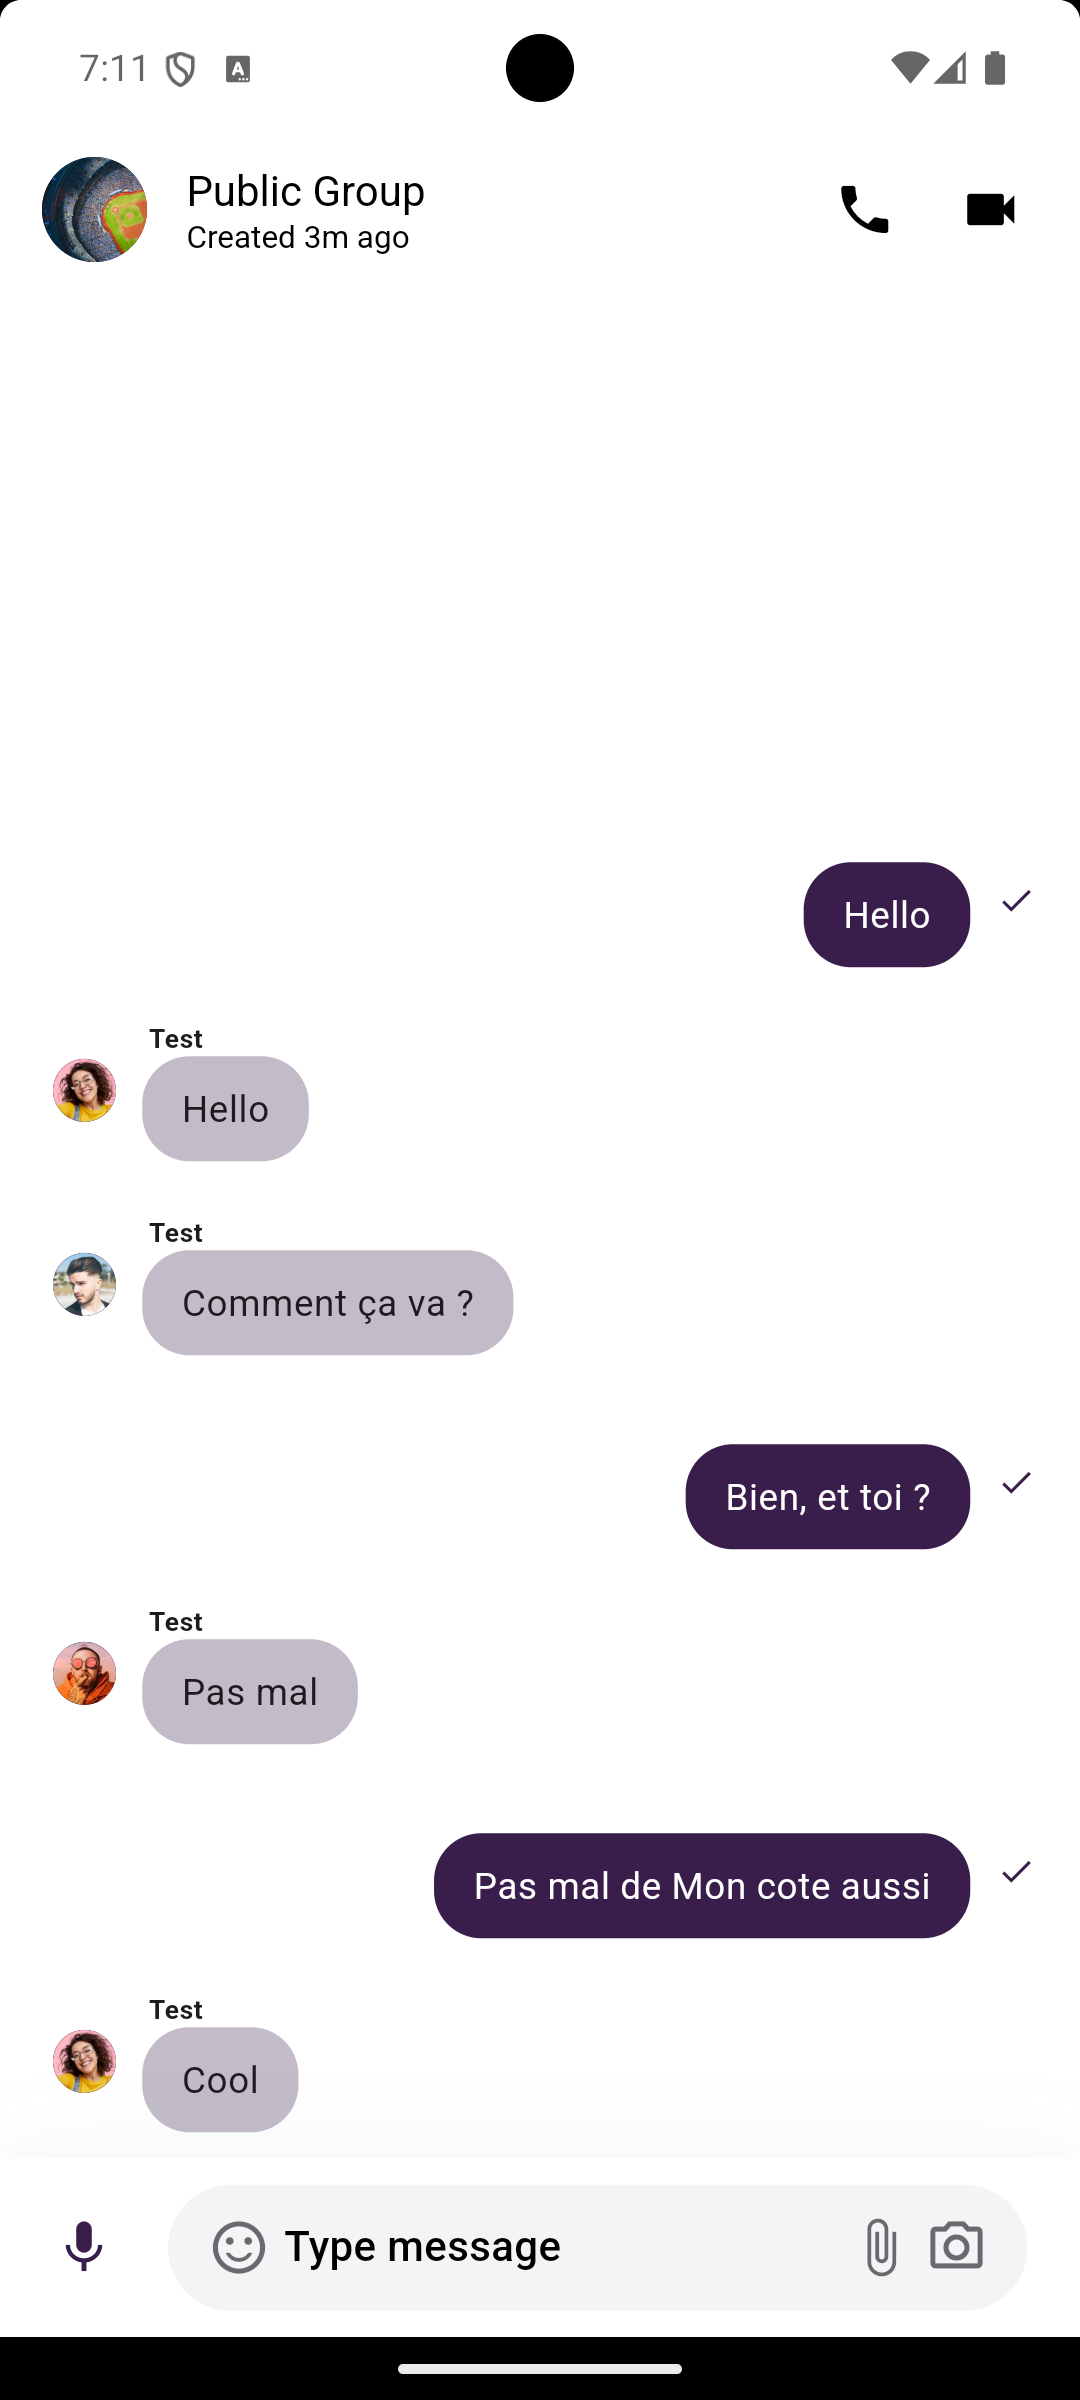 7:11
Public Group
Created 3m ago
Hello
Test
Hello
Test
Comment ça va ?
Bien, et toi ?
Test
Pas mal
Pas mal de Mon cote aussi
Test
Cool
Type message